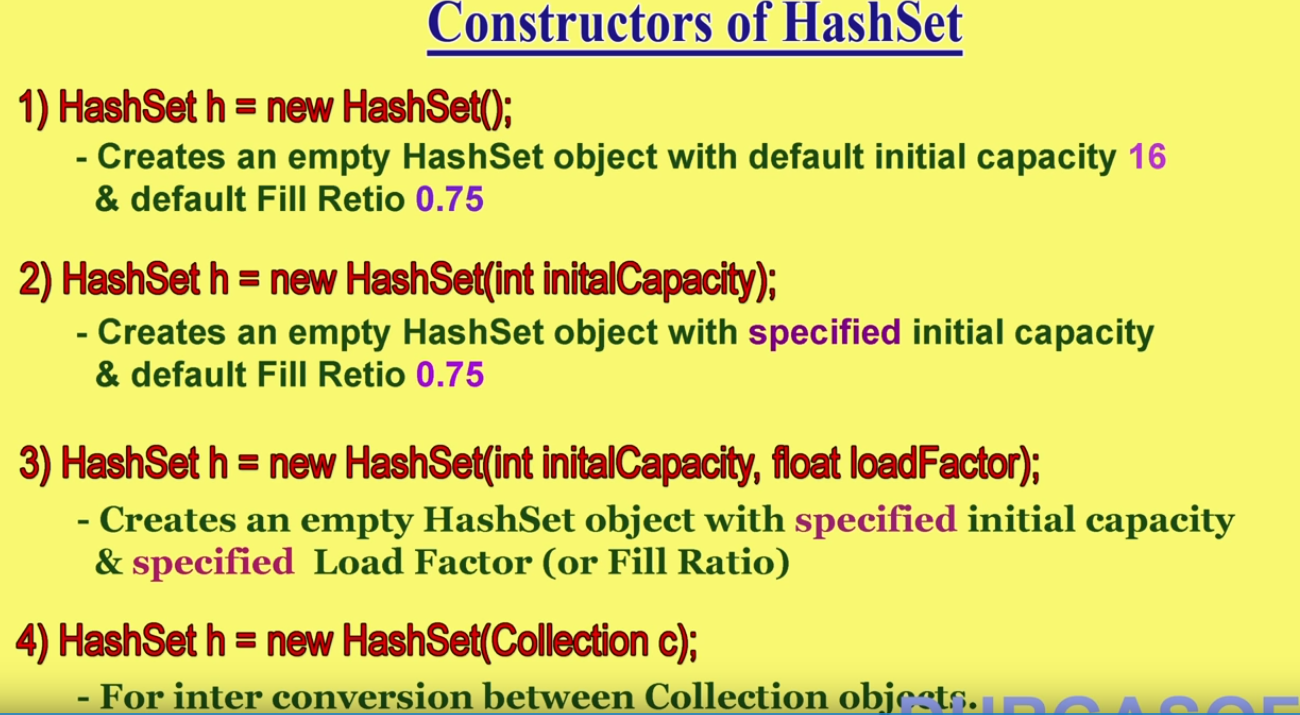 Constructors of HashSet
1) HashSet h = new HashSet();
- Creates an empty HashSet object with default initial capacity 16
& default Fill Retio 0.75
2) HashSet h = new HashSet(int initalCapacity);
- Creates an empty HashSet object with specified initial capacity
& default Fill Retio 0.75
3) HashSet h = new HashSet(int initalCapacity, float loadFactor);
- Creates an empty HashSet object with specified initial capacity
& specified Load Factor (or Fill Ratio)
4) HashSet h = new HashSet(Collection c);
- For inter conversion between Collection objects.